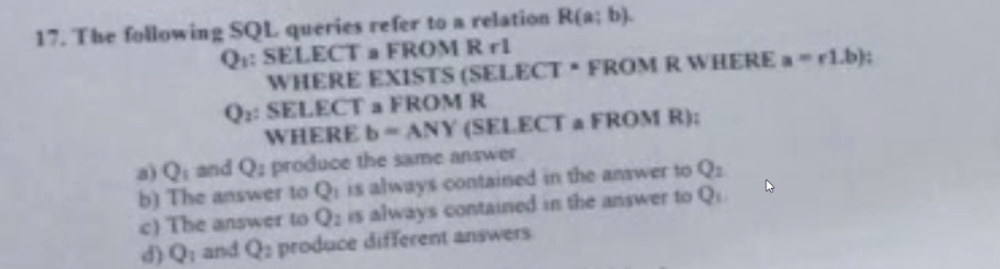 17. The following SQL queries refer to a relation R(a; b).
Q₁: SELECT a FROM R r1
WHERE EXISTS (SELECT * FROM R WHERE a = r1.b);
Q₂: SELECT a FROM R
WHERE b = ANY (SELECT a FROM R);
a) Q₁ and Q₂ produce the same answer.
b) The answer to Q₁ is always contained in the answer to Q₂
c) The answer to Q₂ is always contained in the answer to Q₁.
d) Q₁ and Q₂ produce different answers